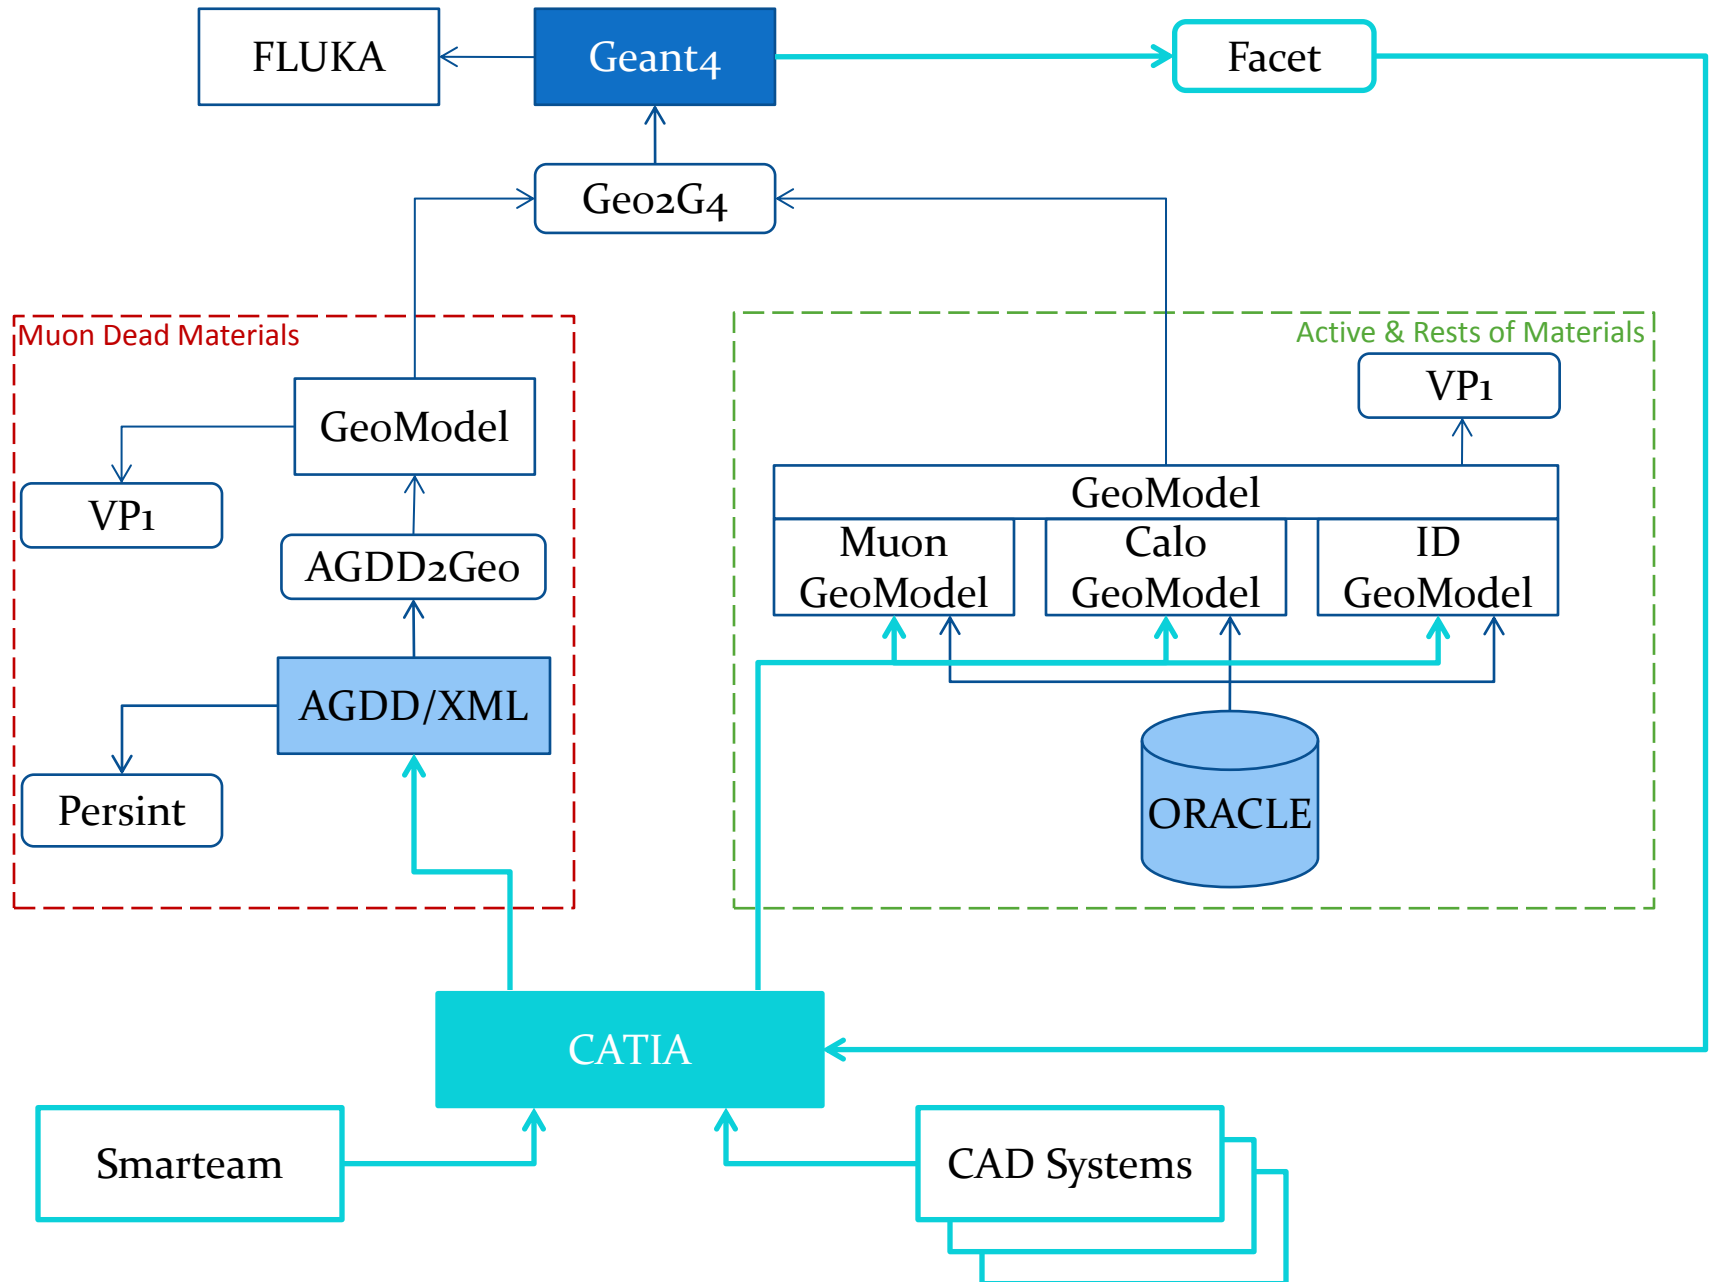 FLUKA
Geant4
Facet
Geo2G4
Muon Dead Materials
Active & Rests of Materials
VP1
GeoModel
GeoModel
VP1
Muon
GeoModel
Calo
GeoModel
ID
GeoModel
AGDD2Geo
AGDD/XML
Persint
ORACLE
CATIA
Smarteam
CAD Systems